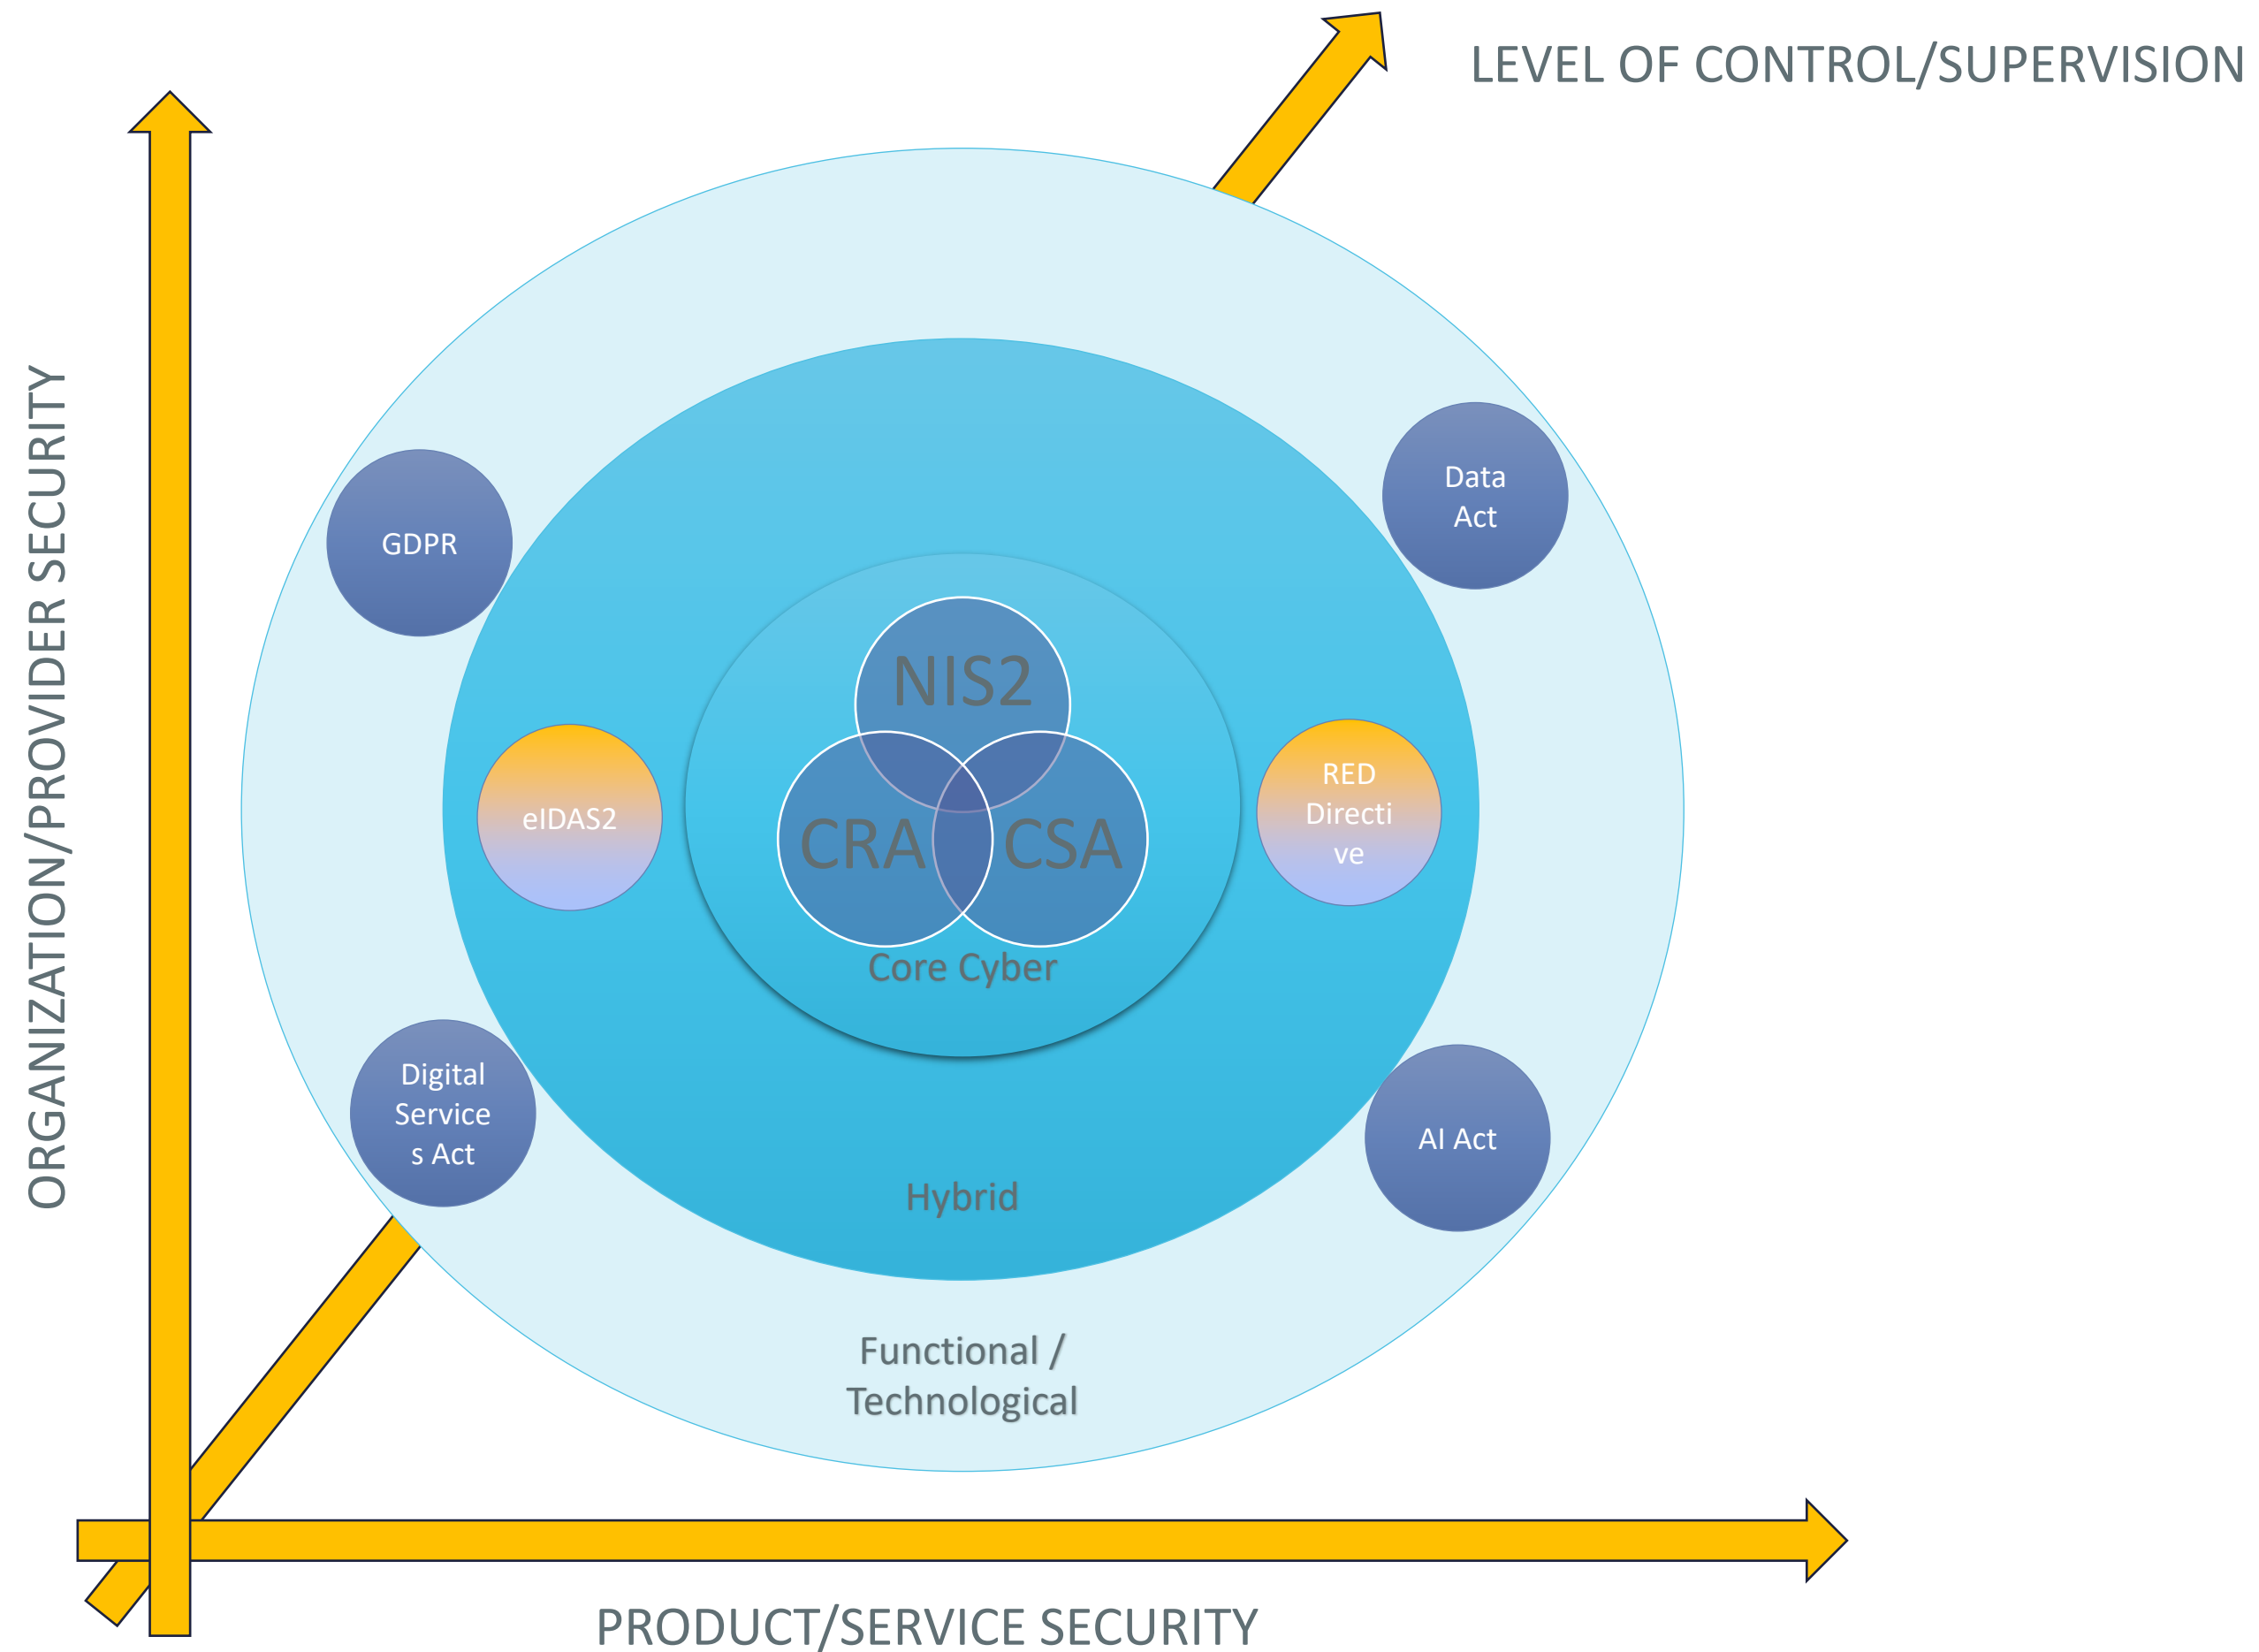 LEVEL OF CONTROL/SUPERVISION
ORGANIZATION/PROVIDER SECURITY
GDPR
Data
Act
NIS2
eIDAS2
RED
Directi
ve
CRA
CSA
Core Cyber
Digital
Service
s Act
AI Act
Hybrid
Functional /
Technological
PRODUCT/SERVICE SECURITY